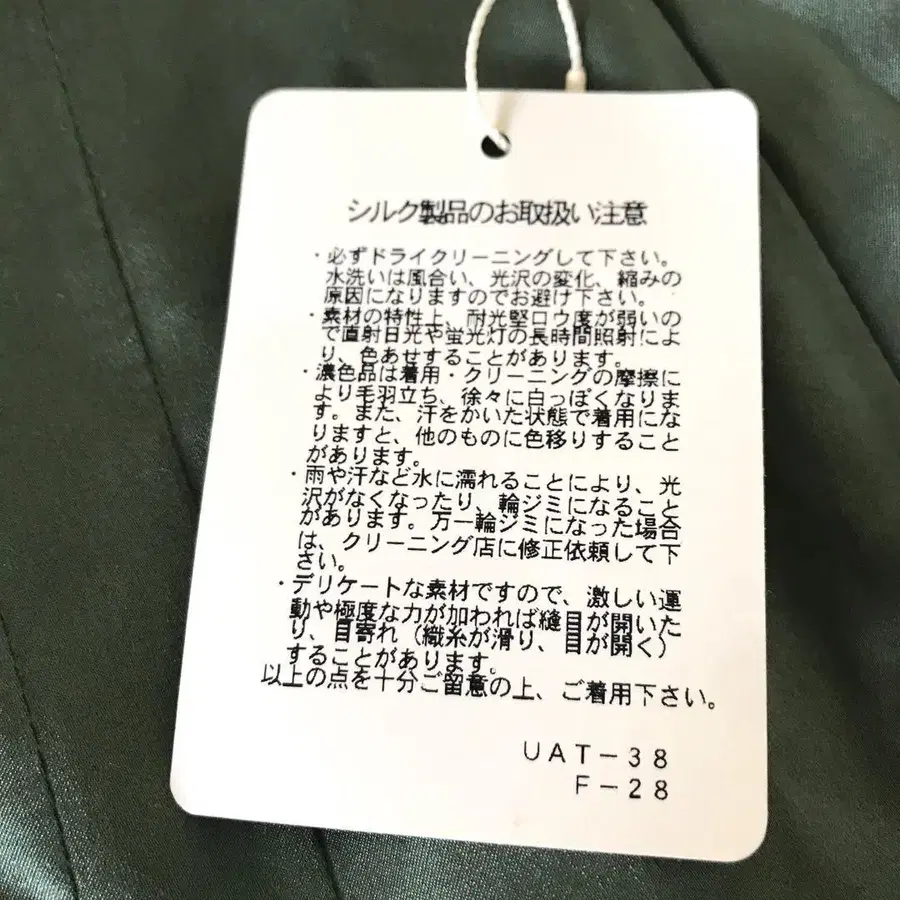 シルク製品のお取扱い注意
・必ずドライクリーニングして下さい。
水洗いは風合い、光沢の変化、縮みの
原因になりますのでお避け下さい。
・素材の特性上、耐光堅ロウ度が弱いの
で直射日光や蛍光灯の長時間照射によ
り、色あせすることがあります。
・濃色品は着用・クリーニングの摩擦に
より毛羽立ち、徐々に白っぽくなりま
す。また、汗をかいた状態で着用にな
りますと、他のものに色移りすること
があります。
・雨や汗など水に濡れることにより、光
沢がなくなったり、輪ジミになること
があります。万一輪ジミになった場合
は、クリーニング店に修正依頼して下
さい。
・デリケートな素材ですので、激しい運
動や極度な力が加われば縫目が開いた
り、目寄れ（織糸が滑り、目が開く）
することがあります。
以上の点を十分ご留意の上、ご着用下さい。
UAT−38
F−28